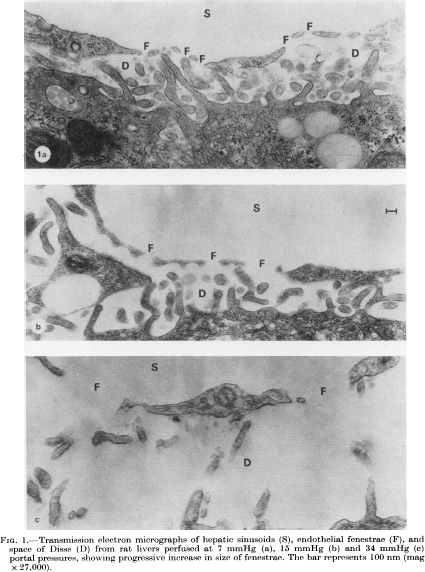 S
F
F
F
F
F
D
D
1a
S
F
F
F
D
b
S
F
F
D
c
FIG. 1.—Transmission electron micrographs of hepatic sinusoids (S), endothelial fenestrae (F), and
space of Disse (D) from rat livers perfused at 7 mmHg (a), 15 mmHg (b) and 34 mmHg (c)
portal pressures, showing progressive increase in size of fenestrae. The bar represents 100 nm (mag
× 27,000).